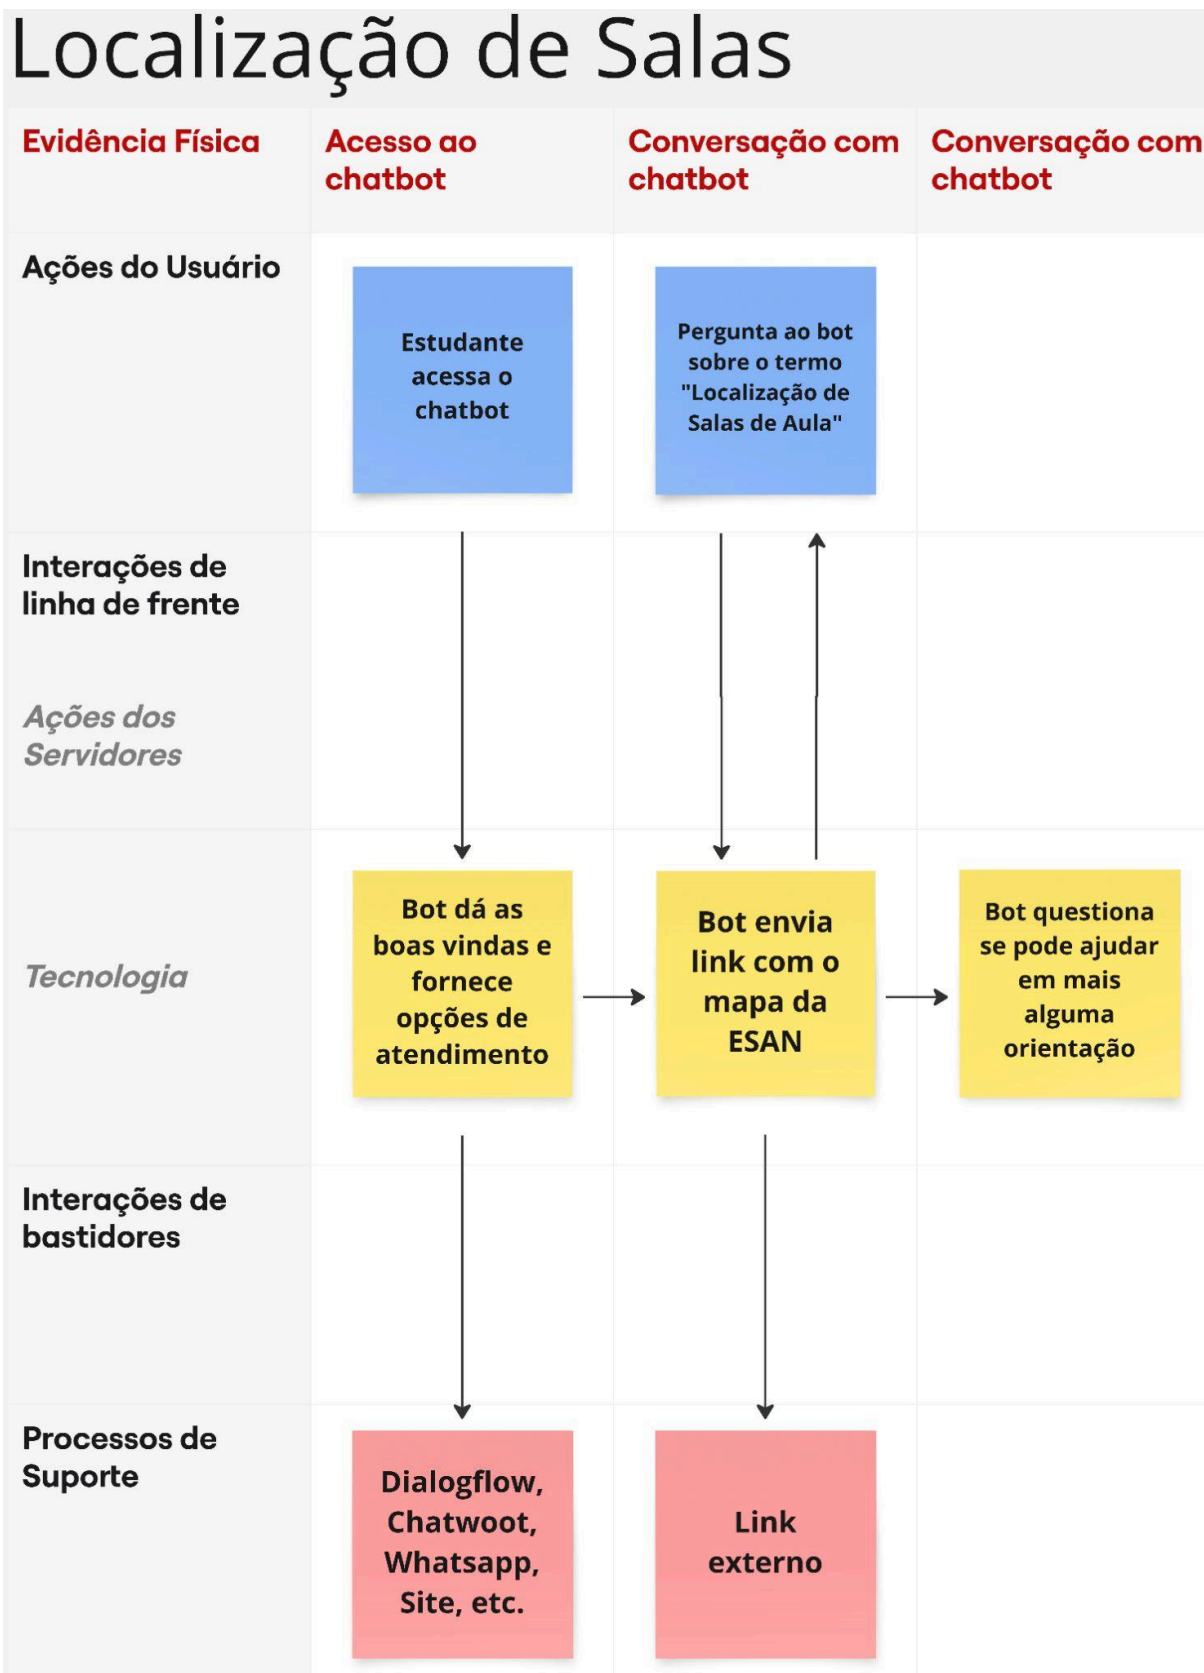 Localização de Salas
Evidência Física
Acesso ao
chatbot
Conversação com
chatbot
Conversação com
chatbot
Ações do Usuário
Estudante
acessa o
chatbot
Pergunta ao bot
sobre o termo
"Localização de
Salas de Aula"
Interações de
linha de frente
Ações dos
Servidores
Tecnologia
Bot dá as
boas vindas e
fornece
opções de
atendimento
Bot envia
link com o
mapa da
ESAN
Bot questiona
se pode ajudar
em mais
alguma
orientação
Interações de
bastidores
Processos de
Suporte
Dialogflow,
Chatwoot,
Whatsapp,
Site, etc.
Link
externo